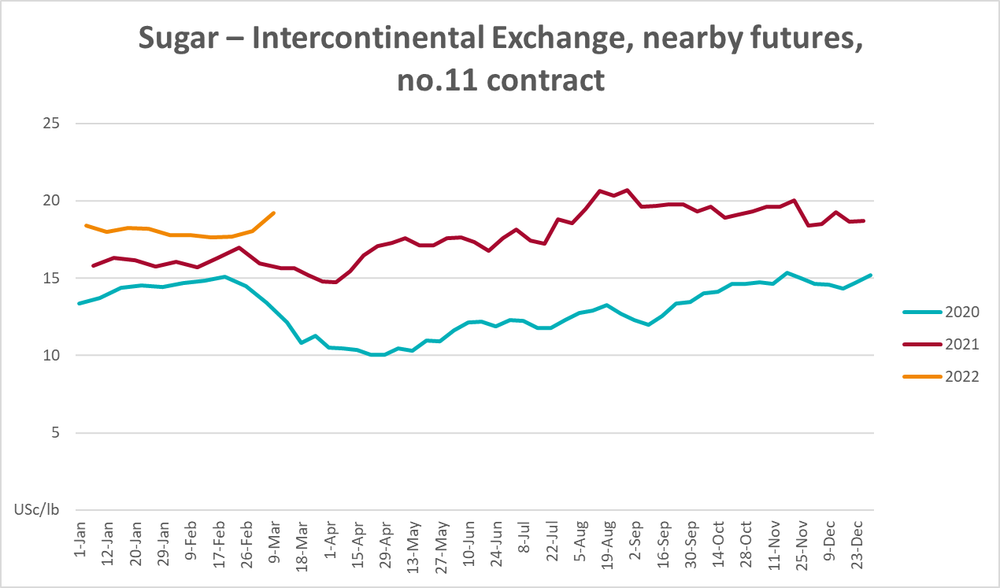 Sugar – Intercontinental Exchange, nearby futures,
no.11 contract
25
20
15
10
5
USc/lb
1-Jan
12-Jan
20-Jan
29-Jan
9-Feb
17-Feb
26-Feb
9-Mar
18-Mar
1-Apr
15-Apr
29-Apr
13-May
27-May
10-Jun
24-Jun
8-Jul
22-Jul
5-Aug
19-Aug
2-Sep
16-Sep
30-Sep
14-Oct
28-Oct
11-Nov
25-Nov
9-Dec
23-Dec
2020
2021
2022